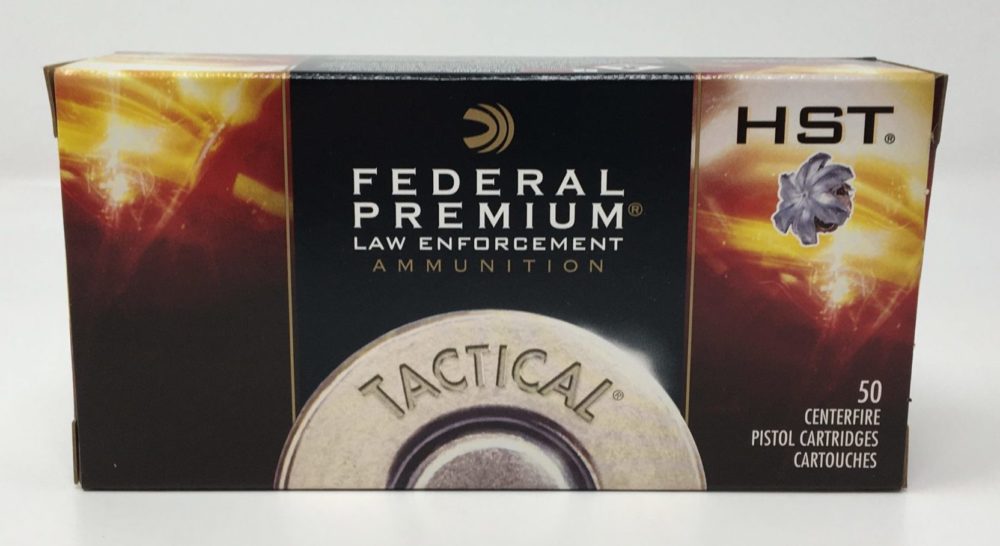 FEDERAL
PREMIUM®
LAW ENFORCEMENT
AMMUNITION
TACTICAL®
HST®
50
CENTERFIRE
PISTOL CARTRIDGES
CARTOUCHES